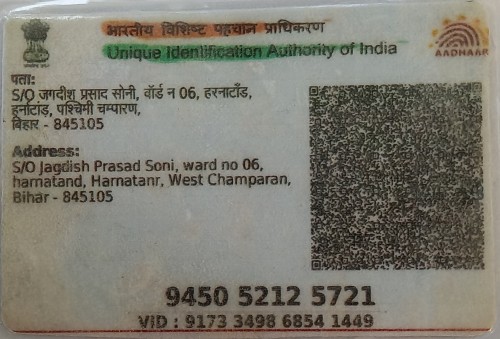 भारतीय विशिष्ट पहचान प्राधिकरण
Unique Identification Authority of India
AADHAAR
पता:
S/O जगदीश प्रसाद सोनी, वॉर्ड न 06, हरनाटाँड,
हर्नाटांड़, पश्चिमी चम्पारण,
बिहार - 845105
Address:
S/O Jagdish Prasad Soni, ward no 06,
harnatand, Harnatanr, West Champaran,
Bihar - 845105
9450 5212 5721
VID : 9173 3498 6854 1449